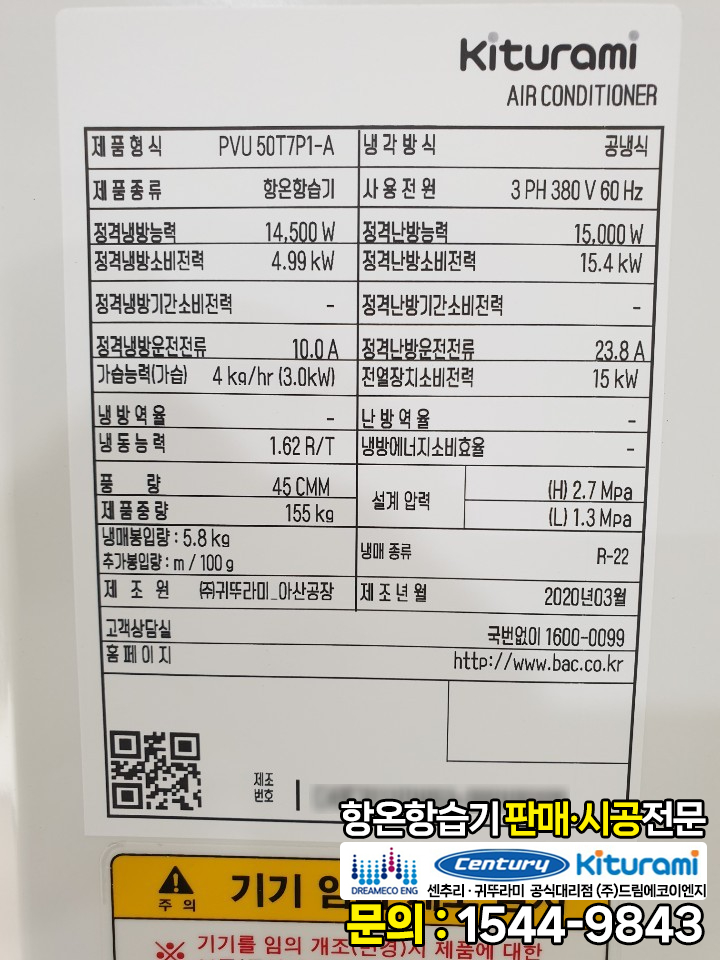 Kiturami
AIR CONDITIONER
제품형식 PVU 50T7P1-A 냉각방식 공냉식
제품종류 항온항습기 사용전원 3 PH 380 V 60 Hz
정격냉방능력 14,500 W 정격난방능력 15,000 W
정격냉방소비전력 4.99 kW 정격난방소비전력 15.4 kW
정격냉방기간소비전력 - 정격난방기간소비전력 -
정격냉방운전전류 10.0 A 정격난방운전전류 23.8 A
가습능력(가습) 4 kg/hr (3.0kW) 전열장치소비전력 15 kW
냉방역율 - 난방역율 -
냉동능력 1.62 R/T 냉방에너지소비효율 -
풍 량 45 CMM 설계 압력 (H) 2.7 Mpa
제품중량 155 kg (L) 1.3 Mpa
냉매봉입량 : 5.8 kg 냉매 종류 R-22
추가봉입량 : m / 100 g
제 조 원 ㈜귀뚜라미_아산공장 제조년월 2020년03월
고객상담실 국번없이 1600-0099
홈페이지 http://www.bac.co.kr
제조
번호
항온항습기 판매·시공전문
DREAMECO ENG Century Kiturami
센추리·귀뚜라미 공식대리점 (주)드림에코이엔지
문의 : 1544-9843
주의 기기 임
※ 기기를 임의 개조(변경)시 제품에 대한